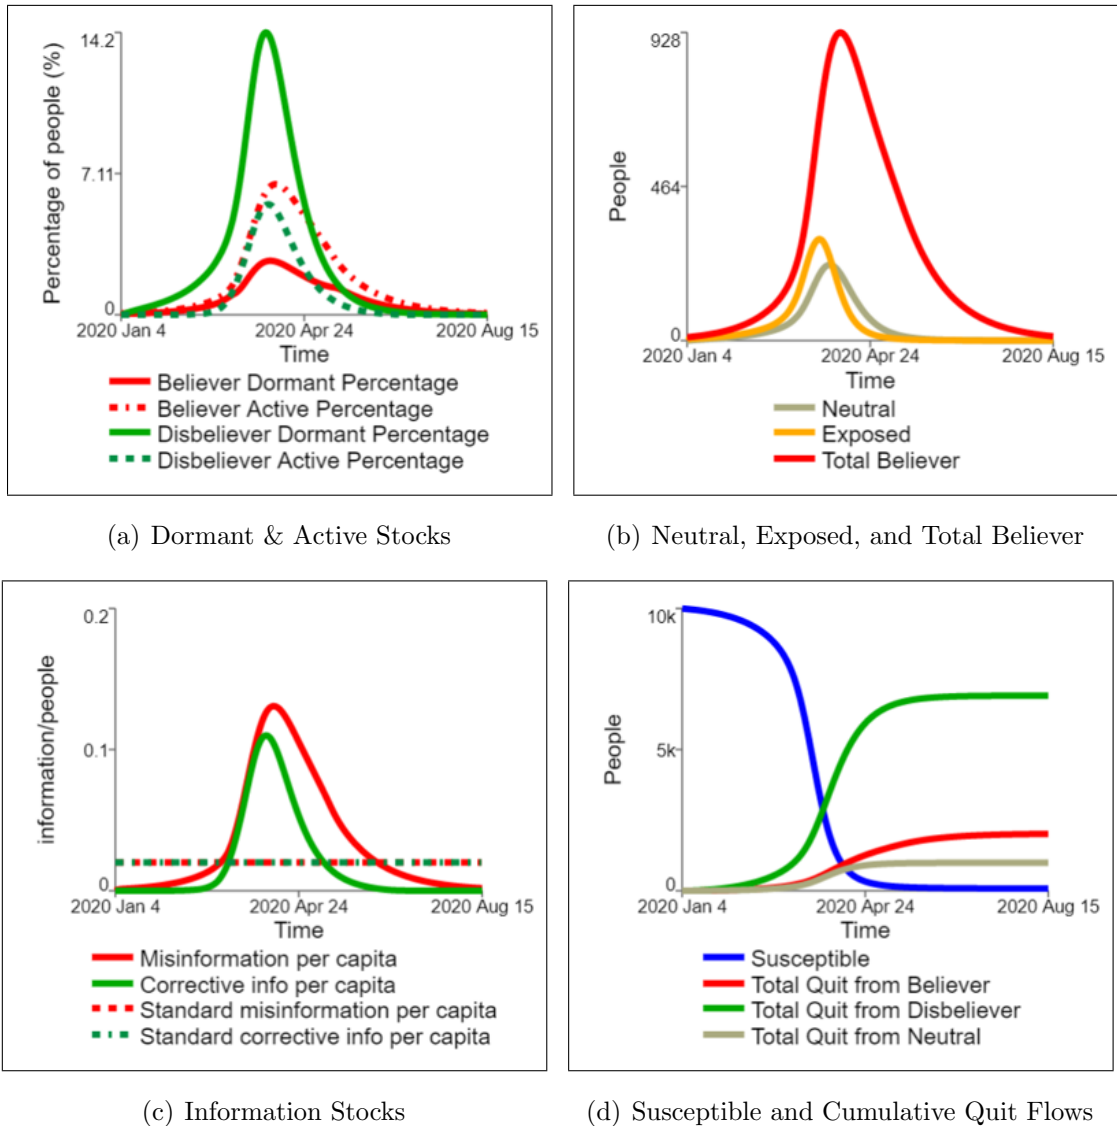 14.2
7.11
0
Percentage of people (%)
2020 Jan 4
2020 Apr 24
2020 Aug 15
Time
Believer Dormant Percentage
Believer Active Percentage
Disbeliever Dormant Percentage
Disbeliever Active Percentage
(a) Dormant & Active Stocks
928
464
0
People
2020 Jan 4
2020 Apr 24
2020 Aug 15
Time
Neutral
Exposed
Total Believer
(b) Neutral, Exposed, and Total Believer
0.2
0.1
0
information/people
2020 Jan 4
2020 Apr 24
2020 Aug 15
Time
Misinformation per capita
Corrective info per capita
Standard misinformation per capita
Standard corrective info per capita
(c) Information Stocks
10k
5k
0
People
2020 Jan 4
2020 Apr 24
2020 Aug 15
Time
Susceptible
Total Quit from Believer
Total Quit from Disbeliever
Total Quit from Neutral
(d) Susceptible and Cumulative Quit Flows